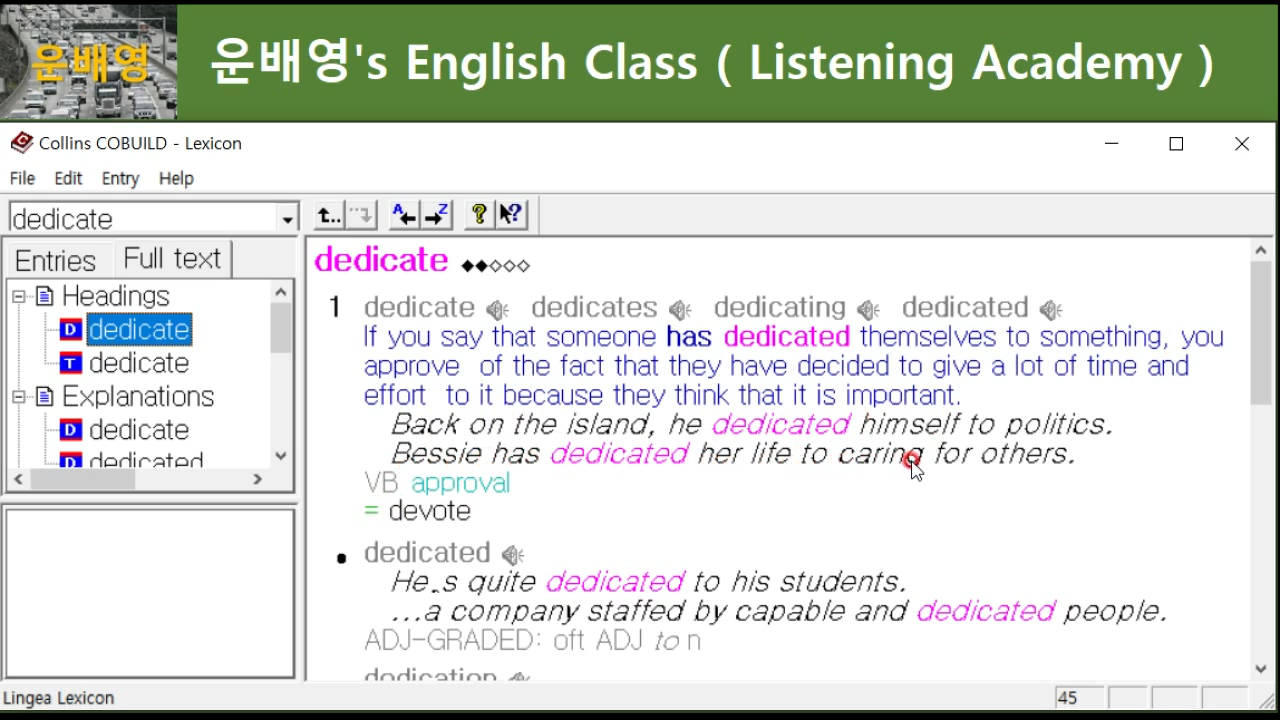 운배영
운배영's English Class ( Listening Academy )
Collins COBUILD - Lexicon
File Edit Entry Help
dedicate
Entries Full text
Headings
dedicate
dedicate
Explanations
dedicate
dedicated
dedicate
1 dedicate dedicates dedicating dedicated
If you say that someone has dedicated themselves to something, you
approve of the fact that they have decided to give a lot of time and
effort to it because they think that it is important.
Back on the island, he dedicated himself to politics.
Bessie has dedicated her life to caring for others.
VB approval
= devote
• dedicated
He.s quite dedicated to his students.
...a company staffed by capable and dedicated people.
ADJ-GRADED: oft ADJ to n
dedication
Lingea Lexicon
45